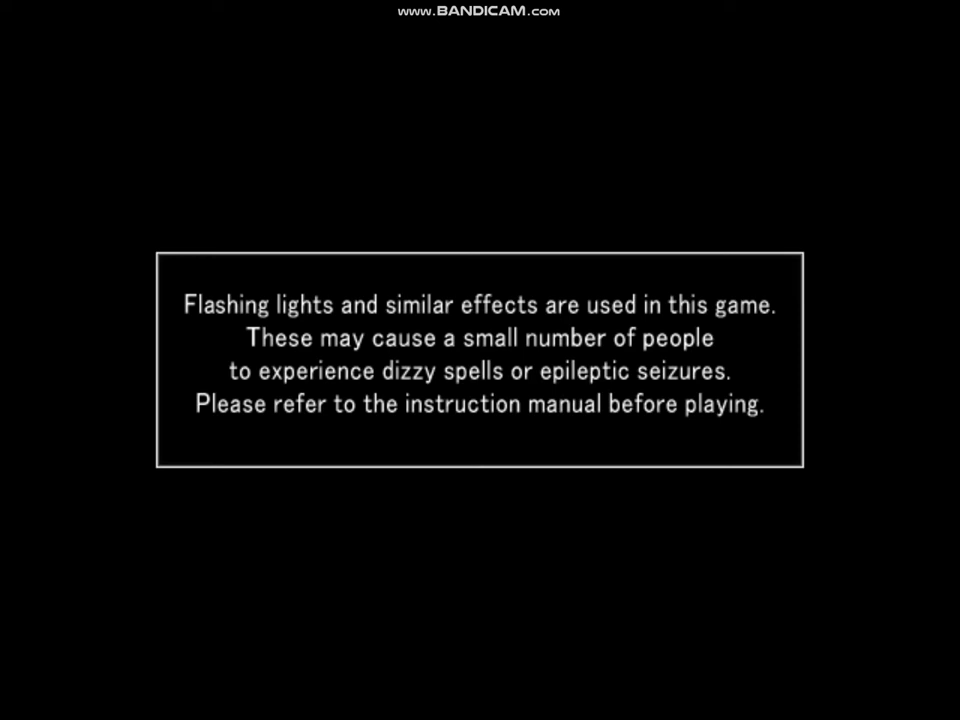 www.BANDICAM.com
Flashing lights and similar effects are used in this game.
These may cause a small number of people
to experience dizzy spells or epileptic seizures.
Please refer to the instruction manual before playing.